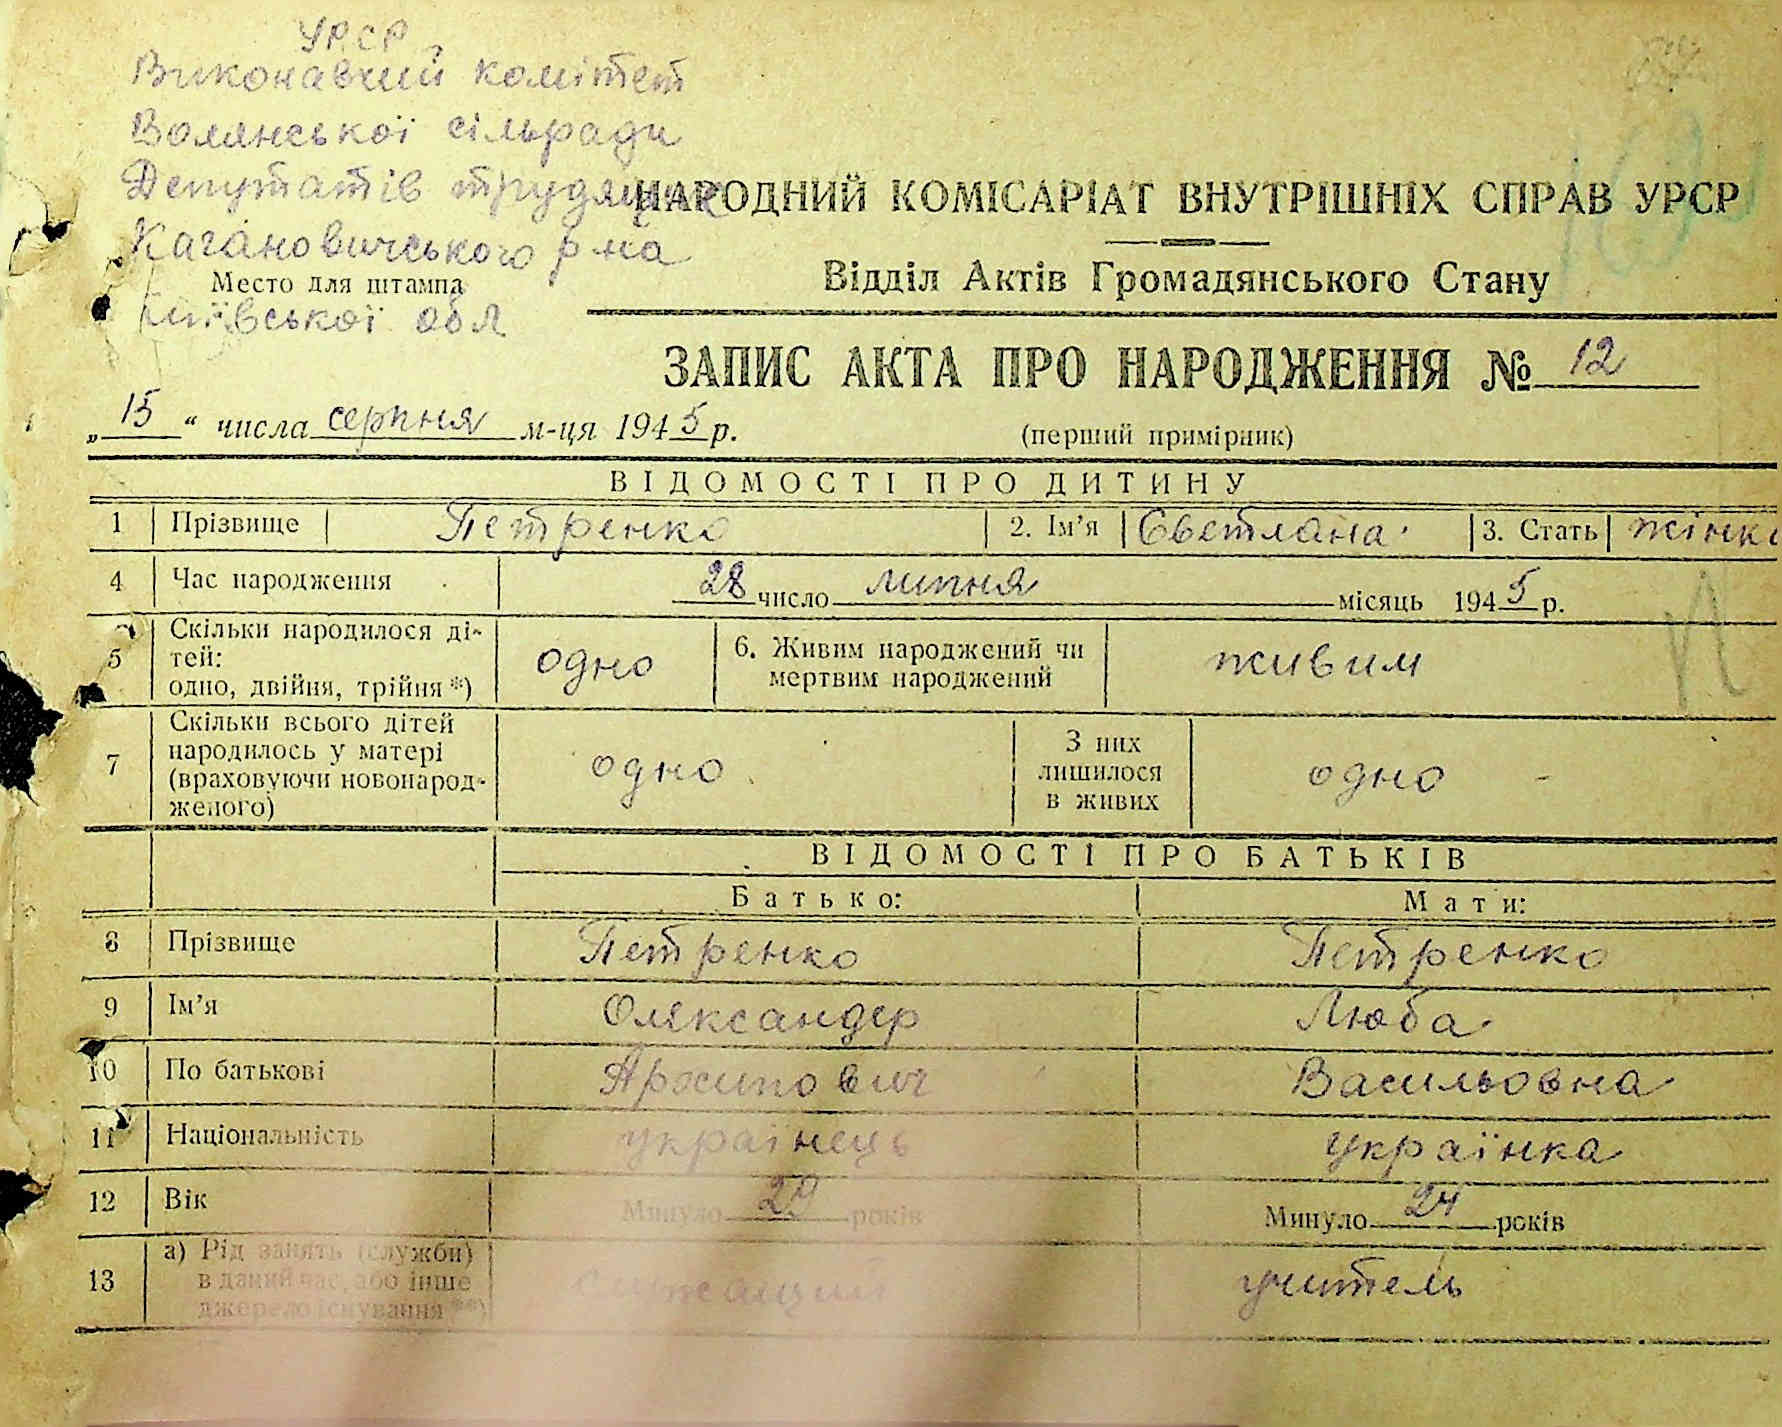 УРСР
Виконавчий комітет
Волянської сільради
Депутатів трудящих
Кагановичського р-на
Место для штампа
Київської обл
НАРОДНИЙ КОМІСАРІАТ ВНУТРІШНІХ СПРАВ УРСР
Відділ Актів Громадянського Стану
ЗАПИС АКТА ПРО НАРОДЖЕННЯ № 12
„15“ числа серпня м-ця 1945 р.
(перший примірник)
ВІДОМОСТІ ПРО ДИТИНУ
1 Прізвище Петренко 2. Ім’я Светлана 3. Стать жінк
4 Час народження 28 число липня місяць 1945 р.
5 Скільки народилося ді-
тей:
одно, двійня, трійня *)
одно
6. Живим народжений чи
мертвим народжений
живим
7 Скільки всього дітей
народилось у матері
(враховуючи новонарод-
женого)
одно
З них
лишилося
в живих
одно
ВІДОМОСТІ ПРО БАТЬКІВ
Батько: Мати:
8 Прізвище Петренко Петренко
9 Ім’я Олександер Люба
10 По батькові Архипович Васильовна
11 Національність українець українка
12 Вік Минуло 29 років Минуло 24 років
13 а) Рід занять (служби)
в даний час, або інше
джерело існування **)
служащий учитель